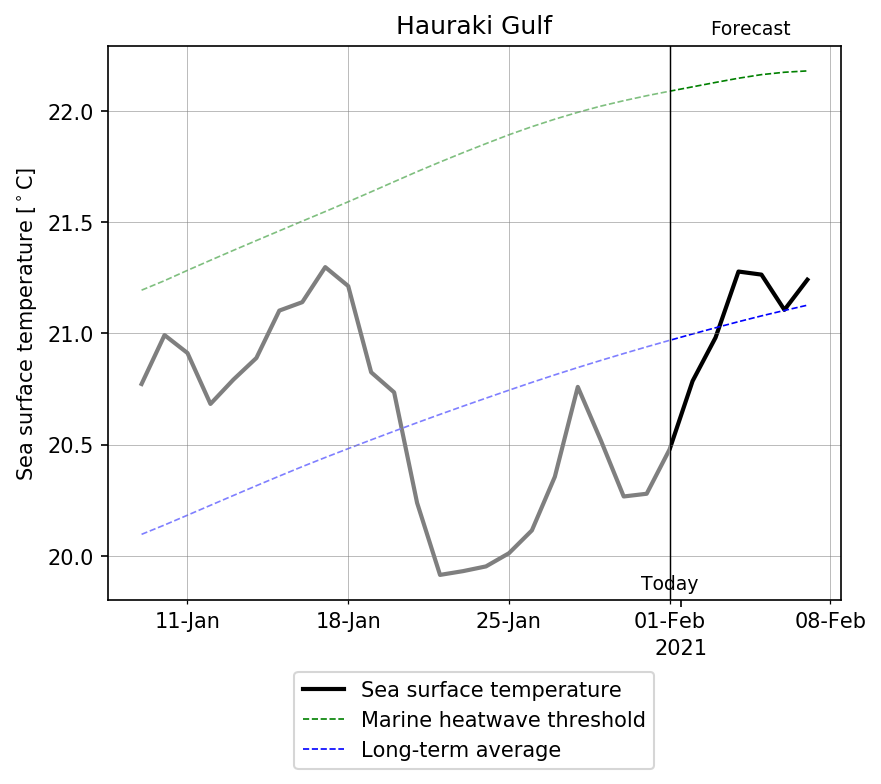 Hauraki Gulf
Forecast
Sea surface temperature [°C]
22.0
21.5
21.0
20.5
20.0
Today
11-Jan
18-Jan
25-Jan
01-Feb
08-Feb
2021
Sea surface temperature
Marine heatwave threshold
Long-term average